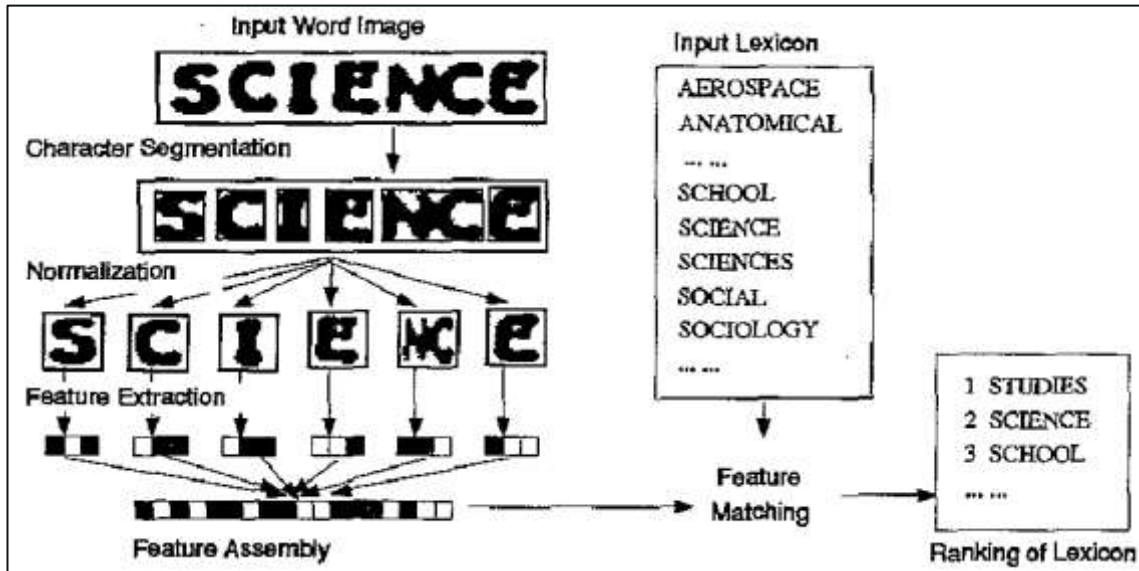 Input Word Image
SCIENCE
Character Segmentation
SCIENCE
Normalization
S C I E NC E
Feature Extraction
Feature Assembly
Input Lexicon
AEROSPACE
ANATOMICAL
... ...
SCHOOL
SCIENCE
SCIENCES
SOCIAL
SOCIOLOGY
... ...
Feature
Matching
1 STUDIES
2 SCIENCE
3 SCHOOL
... ...
Ranking of Lexicon